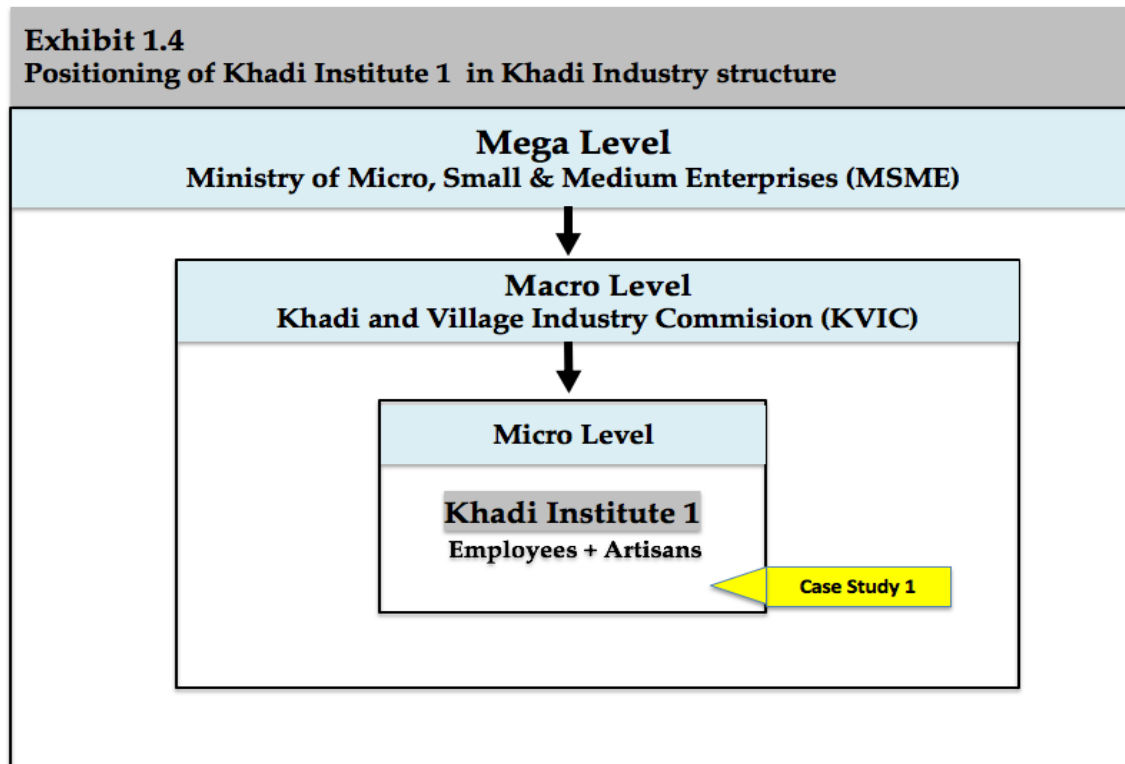 Exhibit 1.4
Positioning of Khadi Institute 1 in Khadi Industry structure
Mega Level
Ministry of Micro, Small & Medium Enterprises (MSME)
Macro Level
Khadi and Village Industry Commision (KVIC)
Micro Level
Khadi Institute 1
Employees + Artisans
Case Study 1